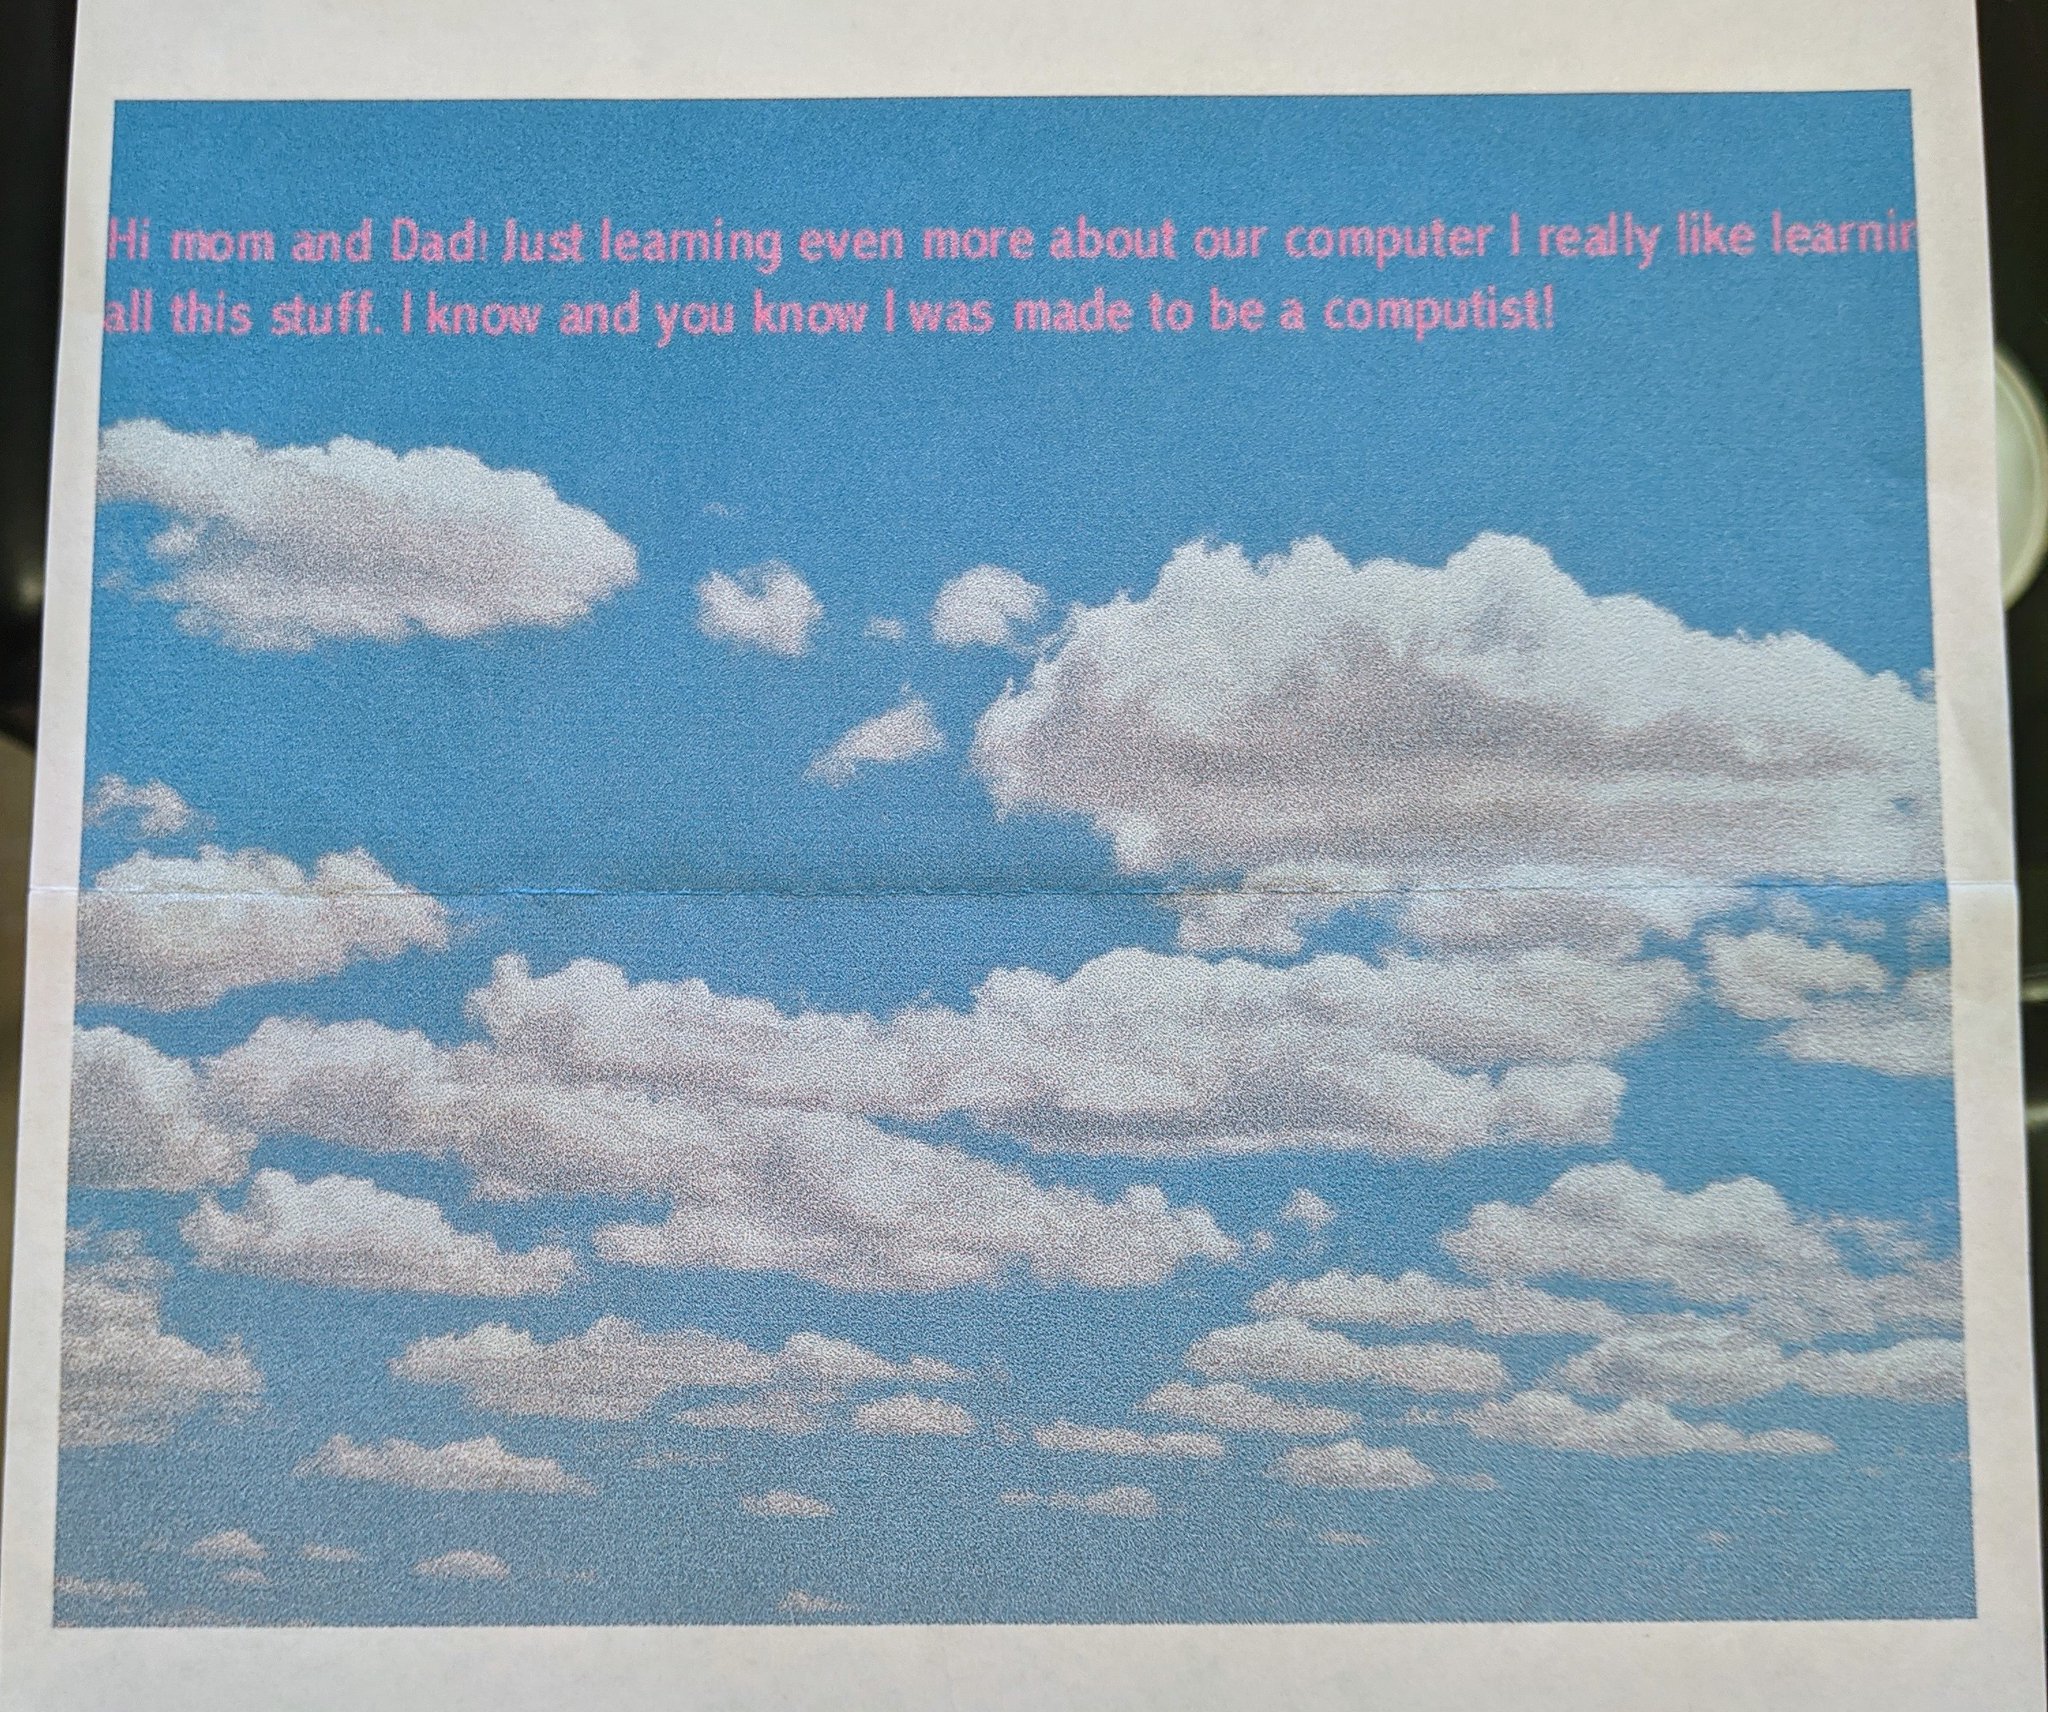 Hi mom and Dad! Just learning even more about our computer I really like learnin
all this stuff. I know and you know I was made to be a computist!